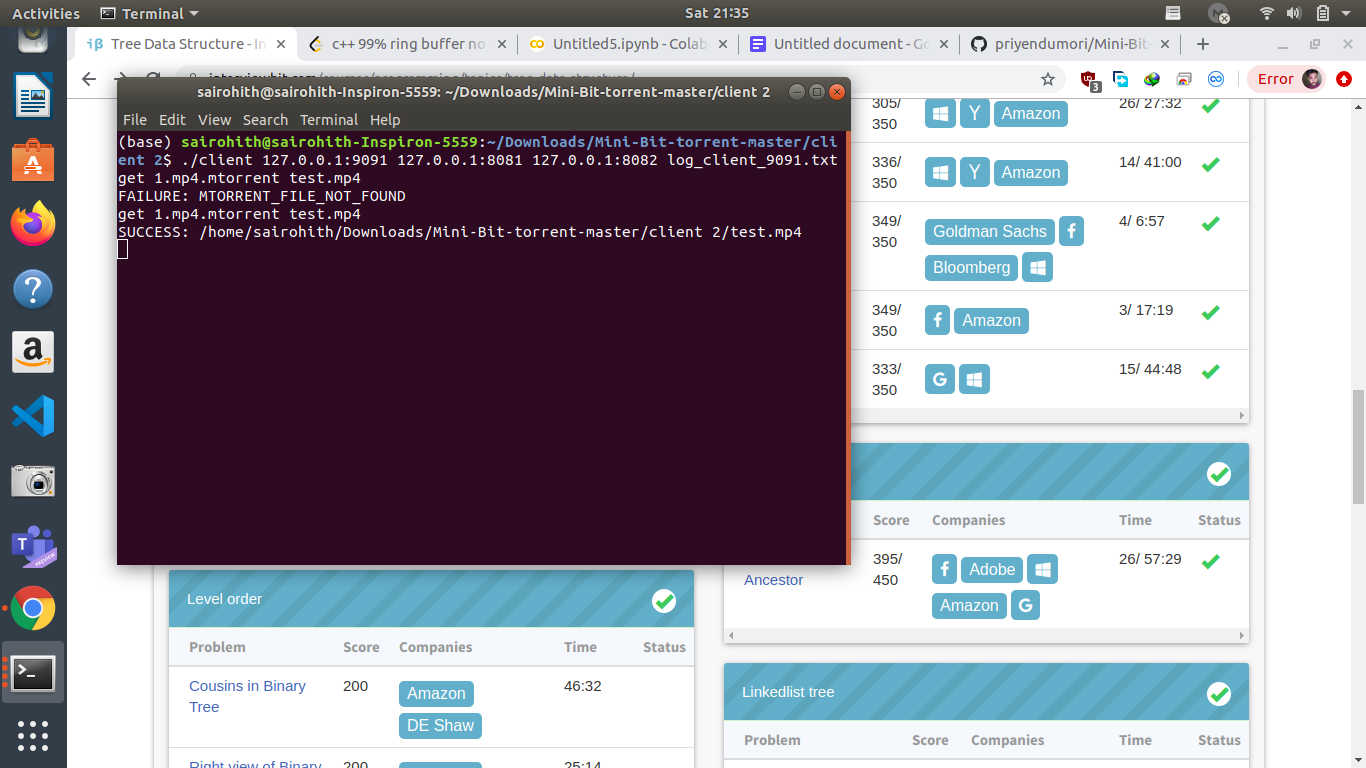 Activities Terminal Sat 21:35
Tree Data Structure - In c++ 99% ring buffer no Untitled5.ipynb - Colab Untitled document - Go priyendumori/Mini-Bit-
3 Error
sairohith@sairohith-Inspiron-5559: ~/Downloads/Mini-Bit-torrent-master/client 2
File Edit View Search Terminal Help
(base) sairohith@sairohith-Inspiron-5559:~/Downloads/Mini-Bit-torrent-master/cli
ent 2$ ./client 127.0.0.1:9091 127.0.0.1:8081 127.0.0.1:8082 log_client_9091.txt
get 1.mp4.mtorrent test.mp4
FAILURE: MTORRENT_FILE_NOT_FOUND
get 1.mp4.mtorrent test.mp4
SUCCESS: /home/sairohith/Downloads/Mini-Bit-torrent-master/client 2/test.mp4
305/ Amazon 26/ 27:32
350
336/ Amazon 14/ 41:00
350
349/ Goldman Sachs 4/ 6:57
350
Bloomberg
349/ Amazon 3/ 17:19
350
333/ 15/ 44:48
350
Score Companies Time Status
395/ Adobe 26/ 57:29
Ancestor 450
Amazon
Level order
Problem Score Companies Time Status
Cousins in Binary 200 Amazon 46:32
Tree DE Shaw
Right view of Binary 200 25:14
Linkedlist tree
Problem Score Companies Time Status